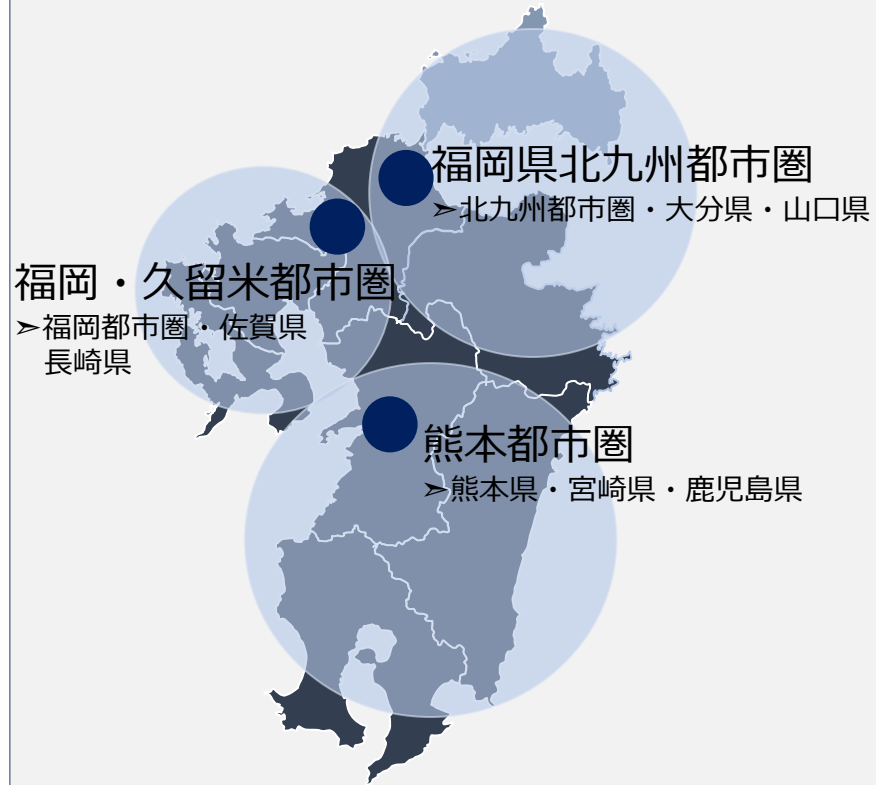 福岡県北九州都市圏
➣北九州都市圏・大分県・山口県
福岡・久留米都市圏
➣福岡都市圏・佐賀県
長崎県
熊本都市圏
➣熊本県・宮崎県・鹿児島県